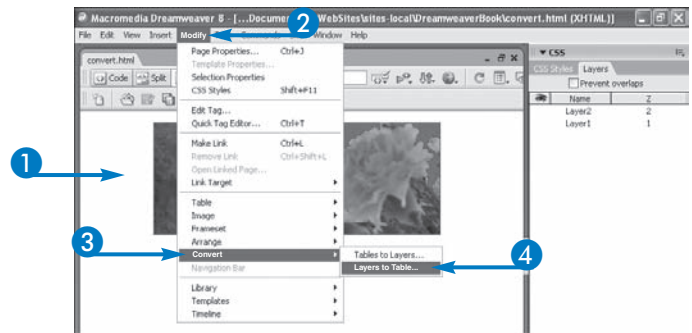 Macromedia Dreamweaver 8 - [...Docume WebSites\sites-local\DreamweaverBook\convert.html (XHTML)]
2
File Edit View Insert Modify Window Help
convert.html
Code Split
Page Properties... Ctrl+J
Template Properties...
Selection Properties
CSS Styles Shift+F11
Edit Tag...
Quick Tag Editor... Ctrl+T
Make Link Ctrl+L
Remove Link Ctrl+Shift+L
Open Linked Page...
Link Target
Table
Image
Frameset
Arrange
Convert
Navigation Bar
Library
Templates
Timeline
Tables to Layers...
Layers to Table...
CSS
CSS Styles Layers
Prevent overlaps
Name Z
Layer2 2
Layer1 1
1
3
4